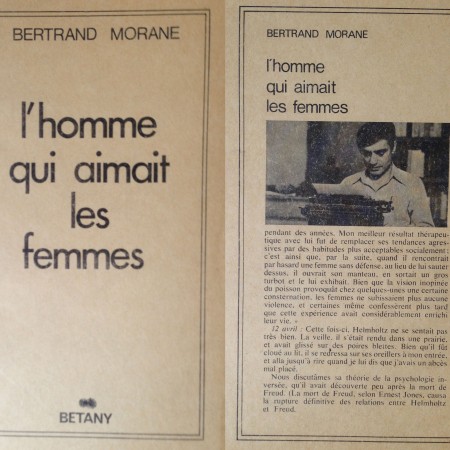 BERTRAND MORANE
l'homme
qui aimait
les
femmes
BETANY
BERTRAND MORANE
l'homme
qui aimait
les femmes
pendant des années. Mon meilleur résultat thérapeu-
tique avec lui fut de remplacer ses tendances agres-
sives par des habitudes plus acceptables socialement :
c'est ainsi que, par la suite, quand il rencontrait
par hasard une femme sans défense, au lieu de lui sauter
dessus, il ouvrait son manteau, en sortait un gros
turbot et le lui exhibait. Bien que la vision inopinée
du poisson provoquât chez quelques-unes une certaine
consternation, les femmes ne subissaient plus aucune
violence, et certaines même confessèrent plus tard
que cette expérience avait considérablement enrichi
leur vie. »
12 avril : Cette fois-ci, Helmholtz ne se sentait pas
très bien. La veille, il s'était rendu dans une prairie,
et avait glissé sur des poires blettes. Bien qu'il fût
cloué au lit, il se redressa sur ses oreillers à mon entrée,
et alla jusqu'à rire quand je lui dis que j'avais un abcès
mal placé.
Nous discutâmes sa théorie de la psychologie in-
versée, qu'il avait découverte peu après la mort de
Freud. (La mort de Freud, selon Ernest Jones, causa
la rupture définitive des relations entre Helmholtz
et Freud.